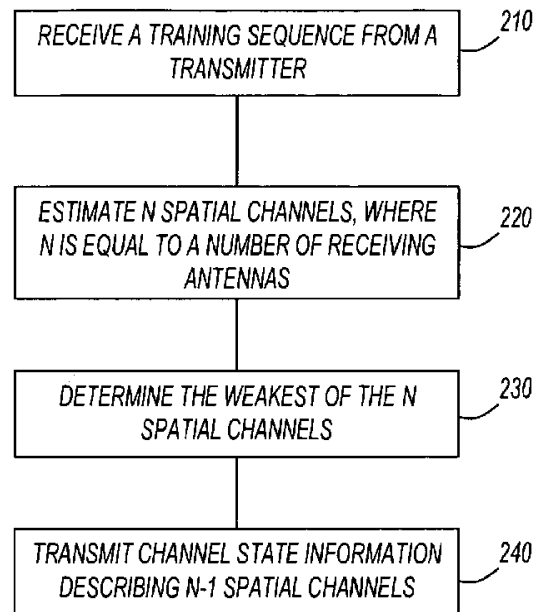 RECEIVE A TRAINING SEQUENCE FROM A
TRANSMITTER
210
ESTIMATE N SPATIAL CHANNELS, WHERE
N IS EQUAL TO A NUMBER OF RECEIVING
ANTENNAS
220
DETERMINE THE WEAKEST OF THE N
SPATIAL CHANNELS
230
TRANSMIT CHANNEL STATE INFORMATION
DESCRIBING N-1 SPATIAL CHANNELS
240